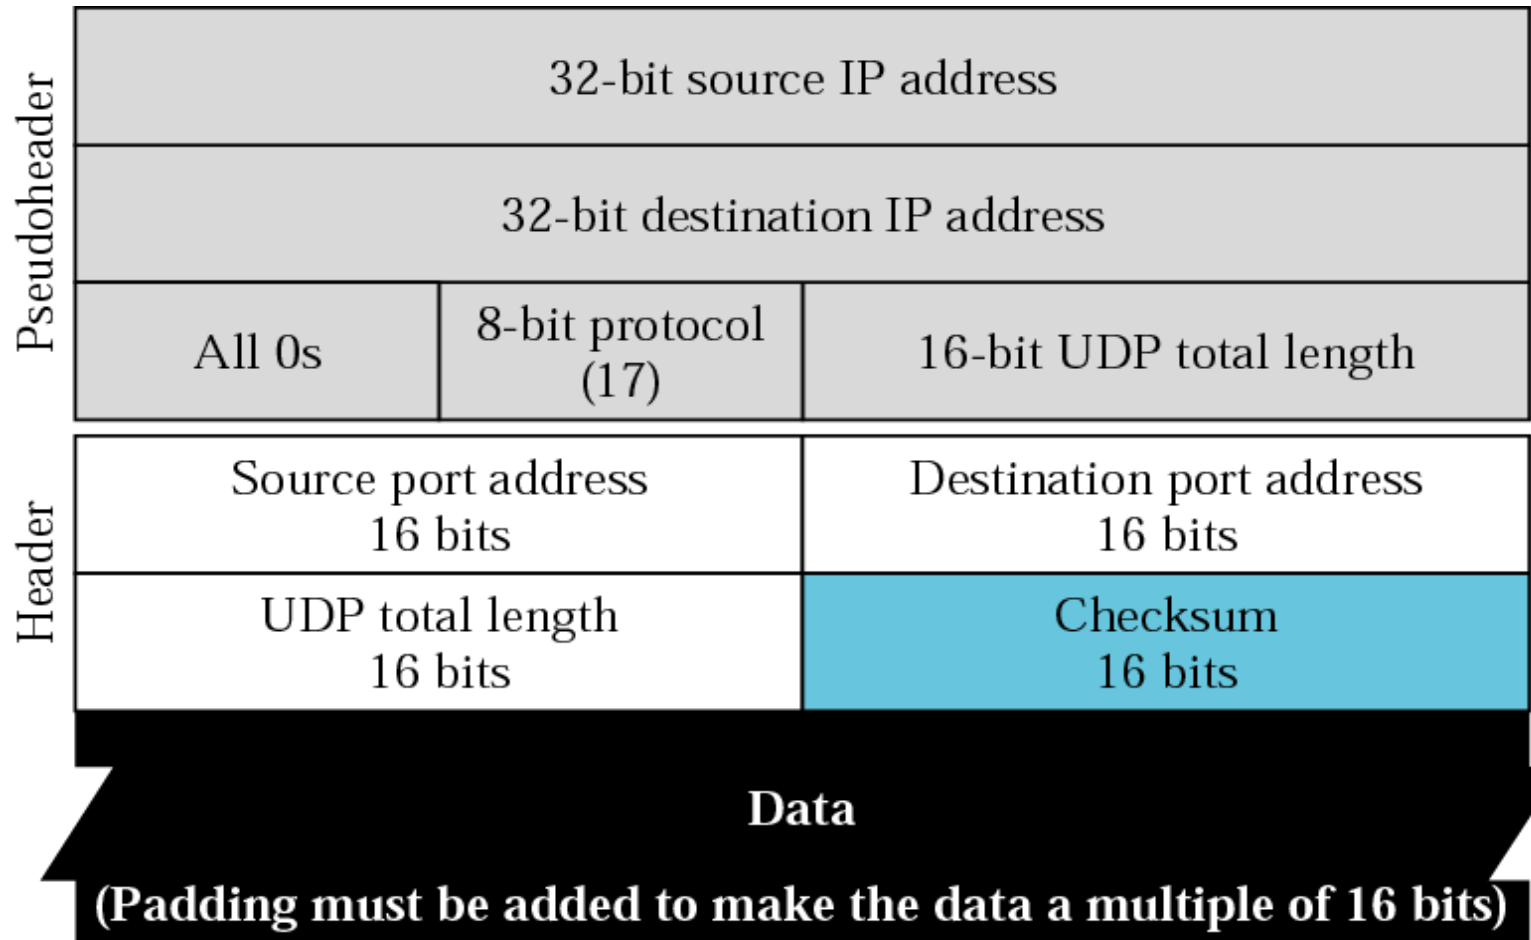 Pseudoheader
32-bit source IP address
32-bit destination IP address
All 0s
8-bit protocol
(17)
16-bit UDP total length
Header
Source port address
16 bits
Destination port address
16 bits
UDP total length
16 bits
Checksum
16 bits
Data
(Padding must be added to make the data a multiple of 16 bits)